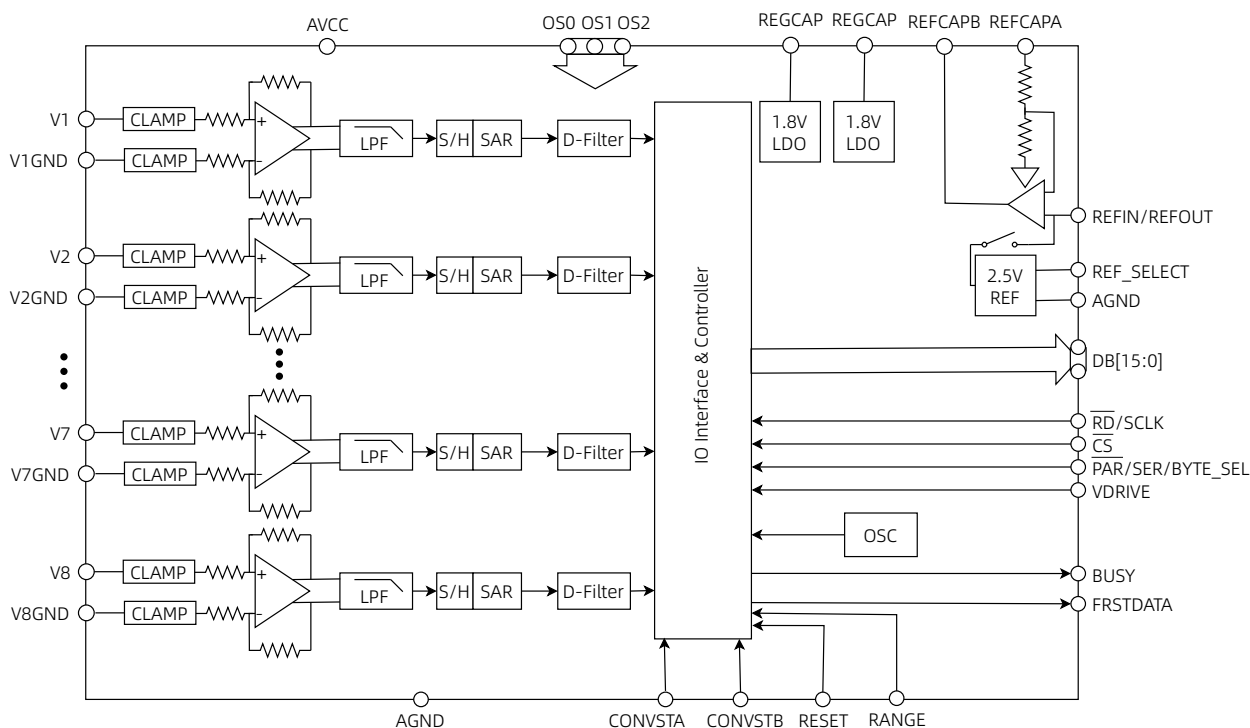 AVCC
OS0 OS1 OS2
REGCAP
REGCAP
REFCAPB
REFCAPA
V1
CLAMP
+
LPF
S/H
SAR
D-Filter
V1GND
CLAMP
-
1.8V
LDO
1.8V
LDO
REFIN/REFOUT
V2
CLAMP
+
LPF
S/H
SAR
D-Filter
V2GND
CLAMP
-
2.5V
REF
REF_SELECT
AGND
IO Interface & Controller
DB[15:0]
V7
CLAMP
+
LPF
S/H
SAR
D-Filter
V7GND
CLAMP
-
RD/SCLK
CS
PAR/SER/BYTE_SEL
VDRIVE
OSC
V8
CLAMP
+
LPF
S/H
SAR
D-Filter
V8GND
CLAMP
-
BUSY
FRSTDATA
AGND
CONVSTA
CONVSTB
RESET
RANGE